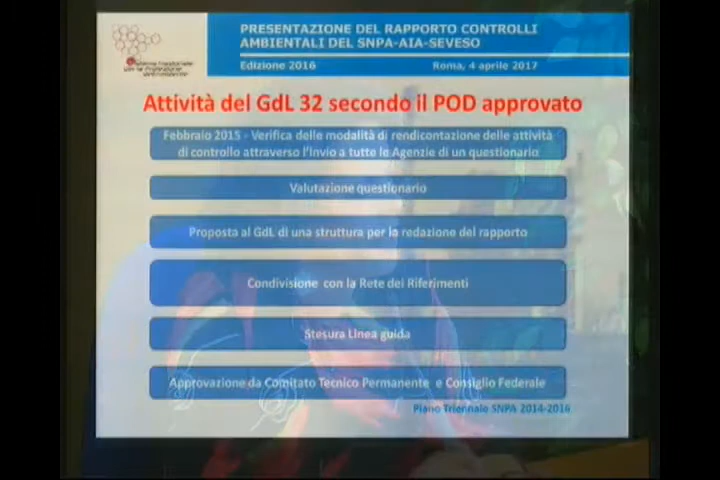 PRESENTAZIONE DEL RAPPORTO CONTROLLI
AMBIENTALI DEL SNPA-AIA-SEVESO
Edizione 2016
Roma, 4 aprile 2017
Attività del GdL 32 secondo il POD approvato
Febbraio 2015 - Verifica delle modalità di rendicontazione delle attività
di controllo attraverso l'invio a tutte le Agenzie di un questionario
Valutazione questionario
Proposta al GdL di una struttura per la redazione del rapporto
Condivisione con la Rete dei Riferimenti
Stesura Linea guida
Approvazione da Comitato Tecnico Permanente e Consiglio Federale
Piano Triennale SNPA 2014-2016